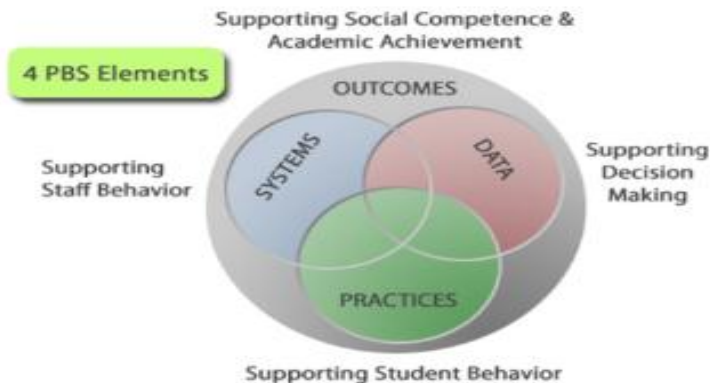 Supporting Social Competence &
Academic Achievement
4 PBS Elements
OUTCOMES
SYSTEMS
DATA
Supporting
Staff Behavior
Supporting
Decision
Making
PRACTICES
Supporting Student Behavior